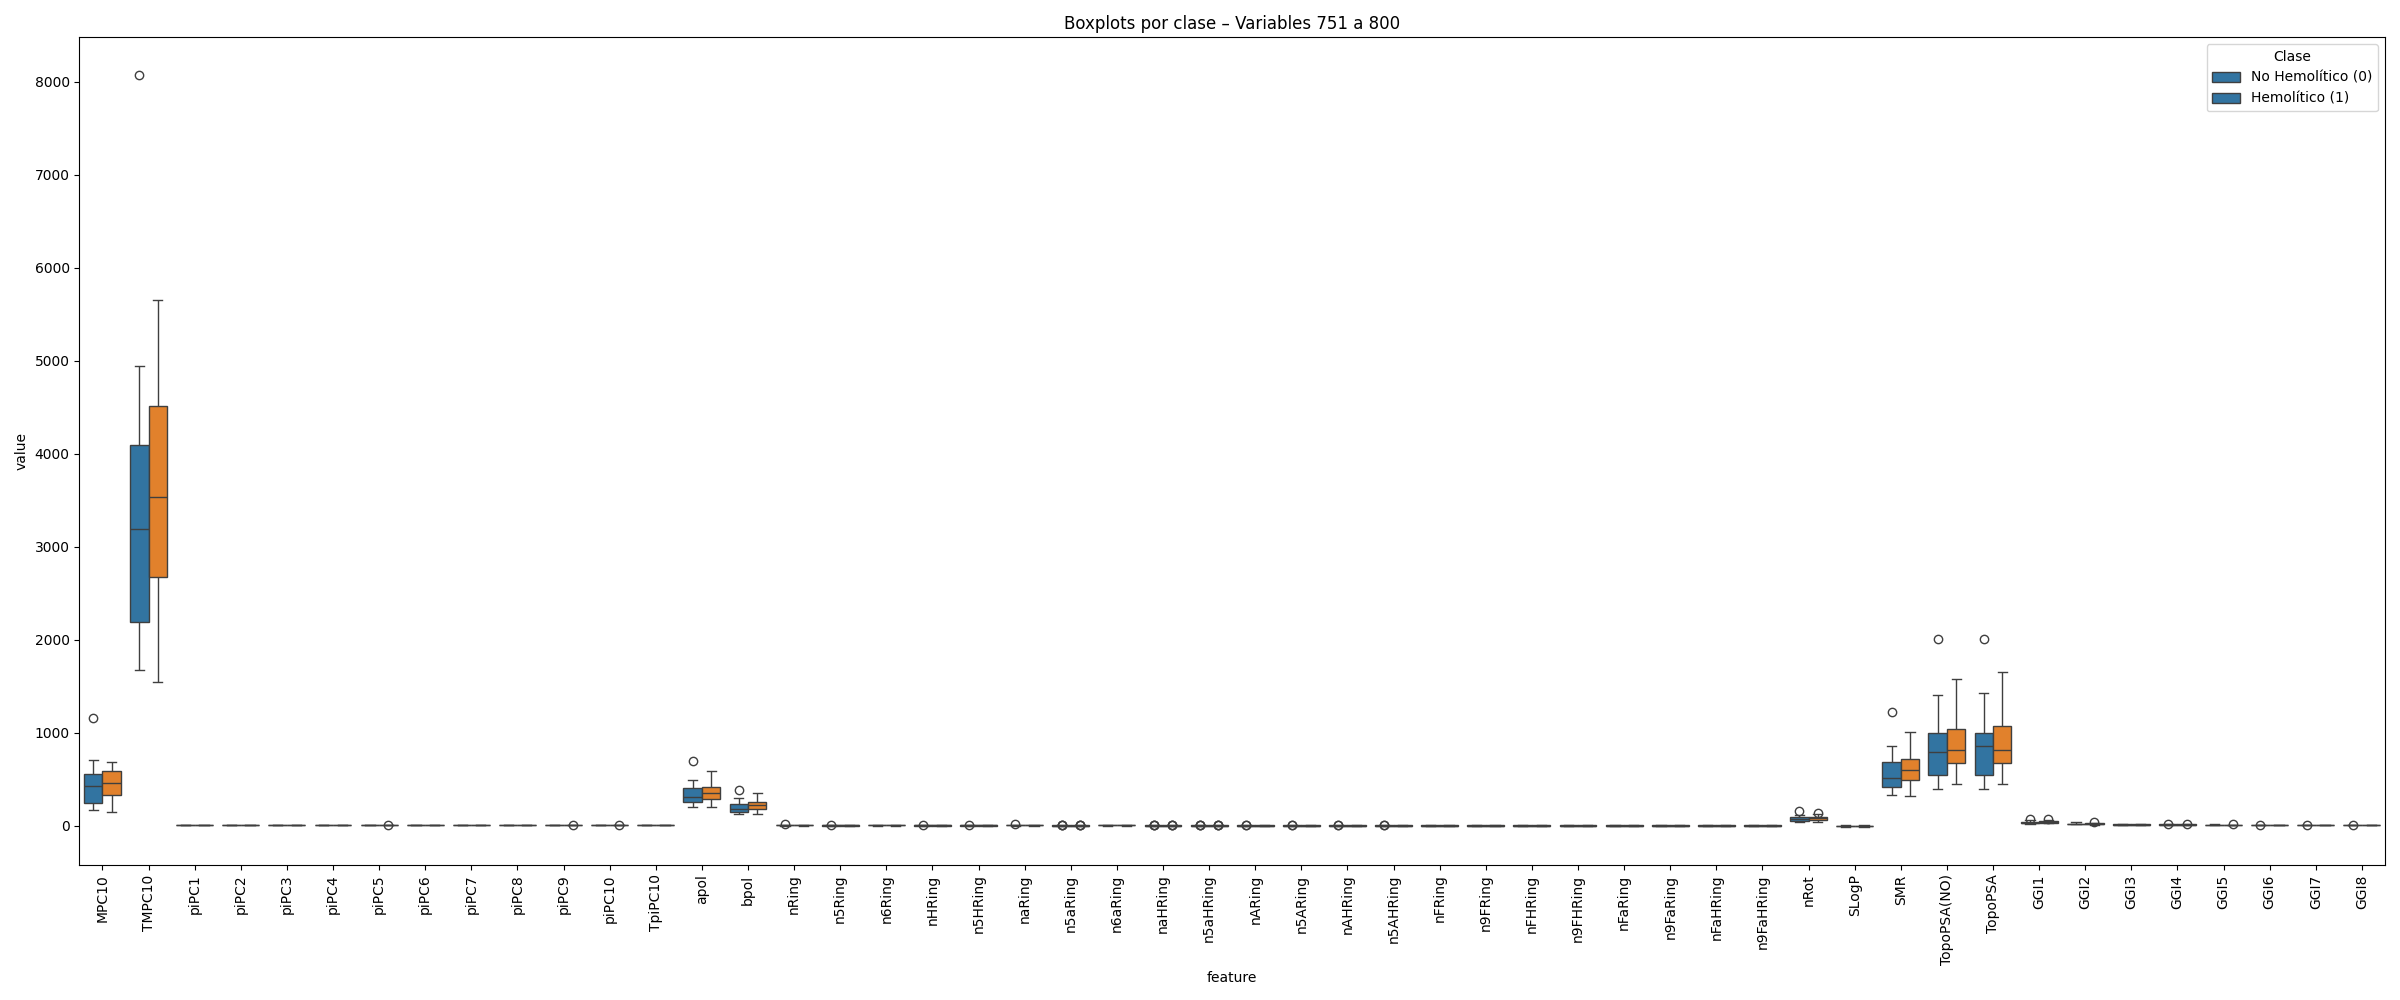 Boxplots por clase – Variables 751 a 800
Clase
No Hemolítico (0)
Hemolítico (1)
8000
7000
6000
5000
4000
3000
2000
1000
0
value
MPC10
TMPC10
piPC1
piPC2
piPC3
piPC4
piPC5
piPC6
piPC7
piPC8
piPC9
piPC10
TpiPC10
apol
bpol
nRing
n5Ring
n6Ring
nHRing
n5HRing
naRing
n5aRing
n6aRing
naHRing
n5aHRing
nARing
n5ARing
nAHRing
n5AHRing
nFRing
n9FRing
nFHRing
n9FHRing
nFaRing
n9FaRing
nFaHRing
n9FaHRing
nRot
SLogP
SMR
TopoPSA(NO)
TopoPSA
GGI1
GGI2
GGI3
GGI4
GGI5
GGI6
GGI7
GGI8
feature